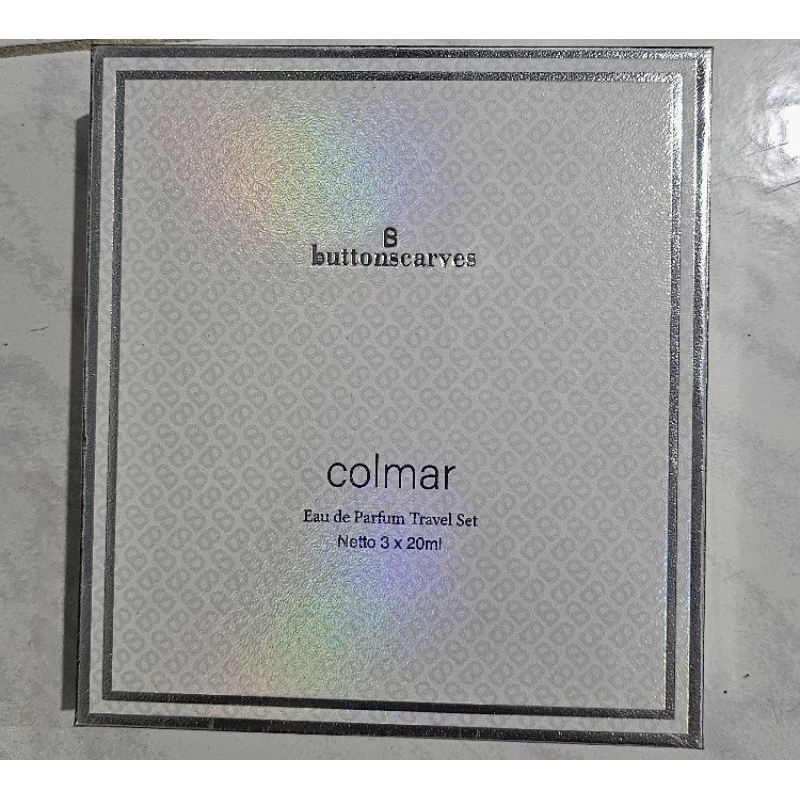 B
buttonscarves
colmar
Eau de Parfum Travel Set
Netto 3 x 20ml